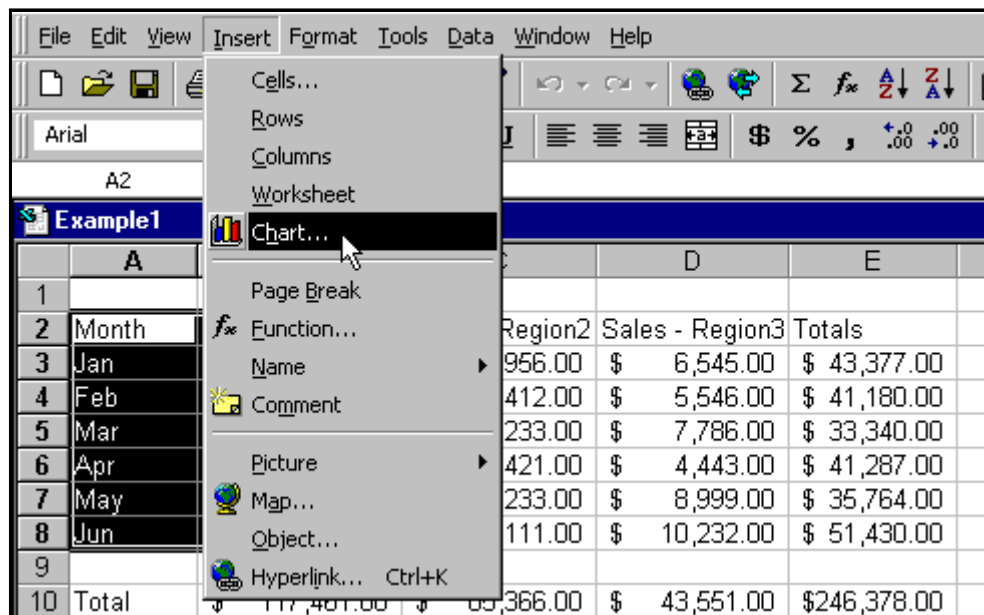 File Edit View Insert Format Tools Data Window Help
Arial
A2
Example1
Cells...
Rows
Columns
Worksheet
Chart...
Page Break
Function...
Name
Comment
Picture
Map...
Object...
Hyperlink... Ctrl+K
A D E
1
2 Month Region2 Sales - Region3 Totals
3 Jan 956.00 $ 6,545.00 $ 43,377.00
4 Feb 412.00 $ 5,546.00 $ 41,180.00
5 Mar 233.00 $ 7,786.00 $ 33,340.00
6 Apr 421.00 $ 4,443.00 $ 41,287.00
7 May 233.00 $ 8,999.00 $ 35,764.00
8 Jun 111.00 $ 10,232.00 $ 51,430.00
9
10 Total $ $ 366.00 $ 43,551.00 $246,378.00